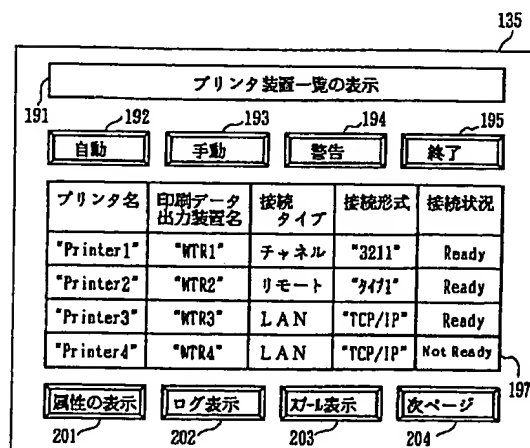 135
プリンタ装置一覧の表示
191 192 193 194 195
自動 手動 警告 終了
プリンタ名 印刷データ出力装置名 接続タイプ 接続形式 接続状況
"Printer1" "WTR1" チャネル "3211" Ready
"Printer2" "WTR2" リモート "タイプ1" Ready
"Printer3" "WTR3" LAN "TCP/IP" Ready
"Printer4" "WTR4" LAN "TCP/IP" Not Ready
197
属性の表示 ログ表示 スプール表示 次ページ
201 202 203 204